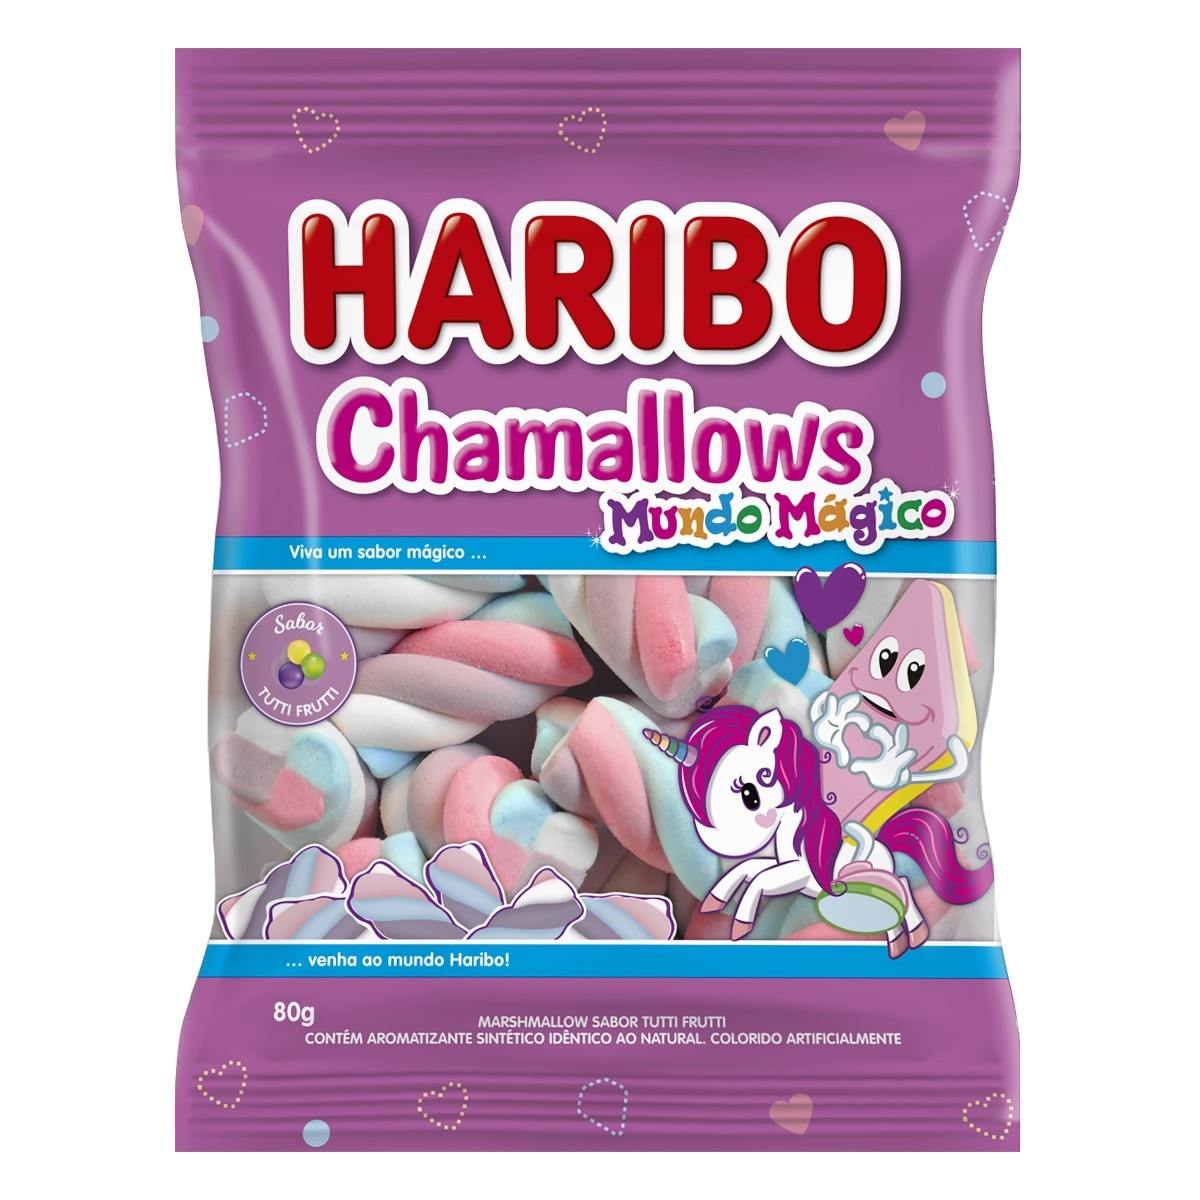 HARIBO
Chamallows
Mundo Mágico
Viva um sabor mágico ...
Sabor
TUTTI FRUTTI
... venha ao mundo Haribo!
80g
MARSHMALLOW SABOR TUTTI FRUTTI
CONTÉM AROMATIZANTE SINTÉTICO IDÊNTICO AO NATURAL. COLORIDO ARTIFICIALMENTE